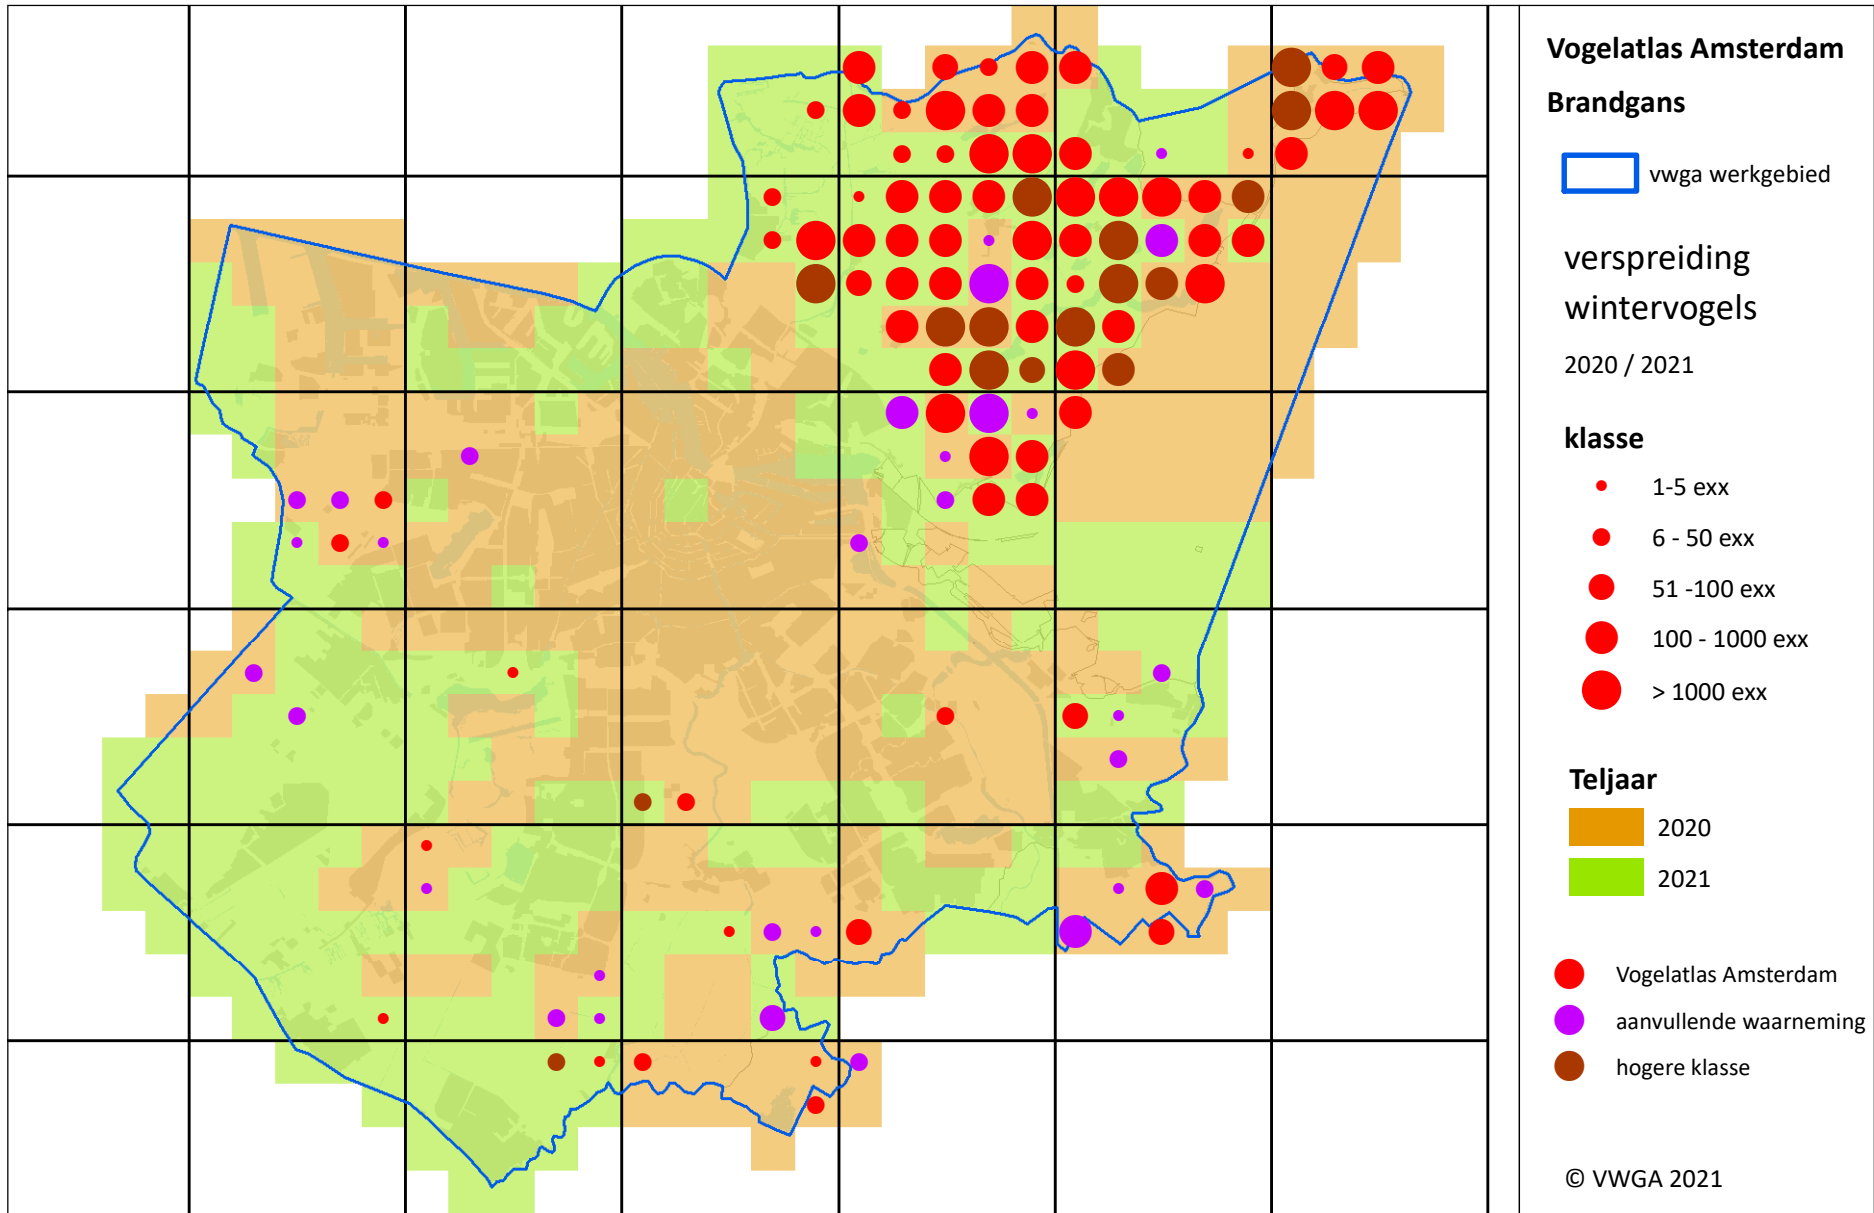 Vogelatlas Amsterdam
Brandgans
vwga werkgebied
verspreiding
wintervogels
2020 / 2021
klasse
1-5 exx
6 - 50 exx
51 -100 exx
100 - 1000 exx
> 1000 exx
Teljaar
2020
2021
Vogelatlas Amsterdam
aanvullende waarneming
hogere klasse
© VWGA 2021